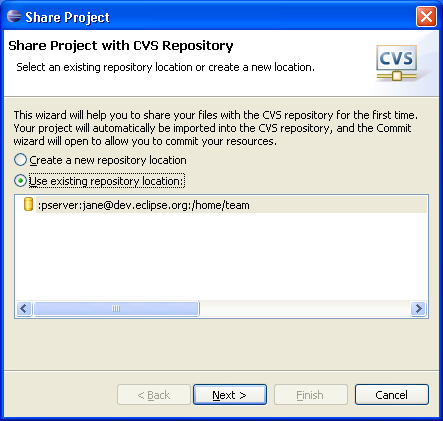 Share Project
Share Project with CVS Repository
Select an existing repository location or create a new location.
CVS
This wizard will help you to share your files with the CVS repository for the first time.
Your project will automatically be imported into the CVS repository, and the Commit
wizard will open to allow you to commit your resources.
Create a new repository location
Use existing repository location:
:pserver:jane@dev.eclipse.org:/home/team
< Back Next > Finish Cancel